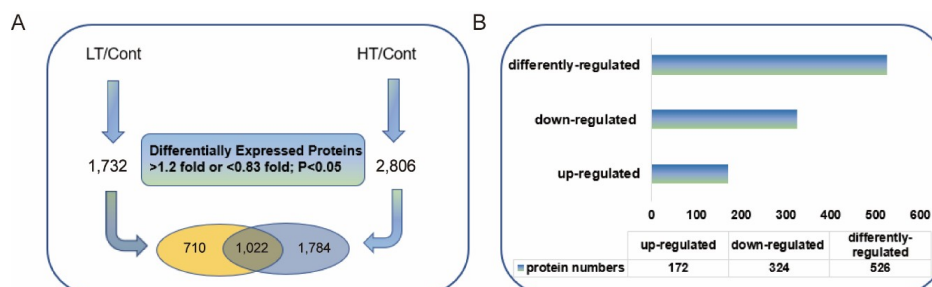 A
LT/Cont
HT/Cont
1,732
Differentially Expressed Proteins
>1.2 fold or <0.83 fold; P<0.05
2,806
710
1,022
1,784
B
differently-regulated
down-regulated
up-regulated
0 100 200 300 400 500 600
up-regulated down-regulated differently-
regulated
protein numbers 172 324 526